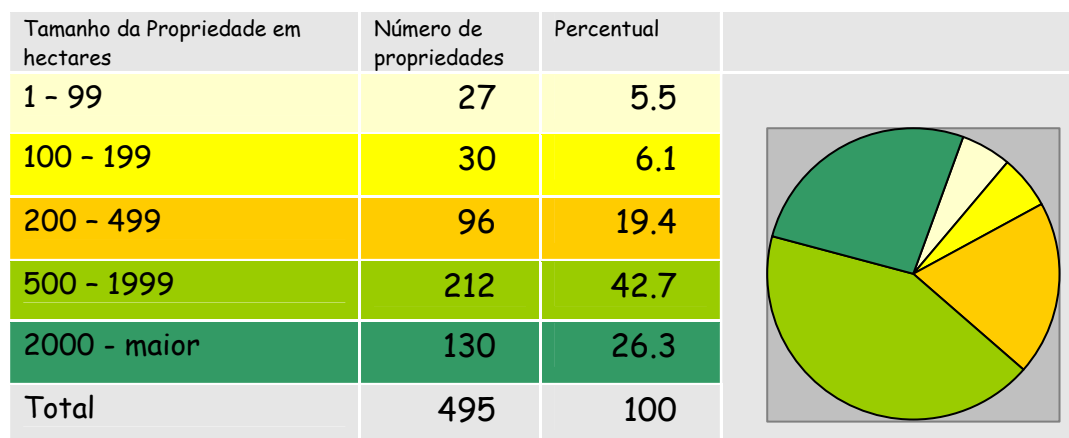 Tamanho da Propriedade em hectares Número de propriedades Percentual
1 – 99 27 5.5
100 – 199 30 6.1
200 – 499 96 19.4
500 – 1999 212 42.7
2000 - maior 130 26.3
Total 495 100